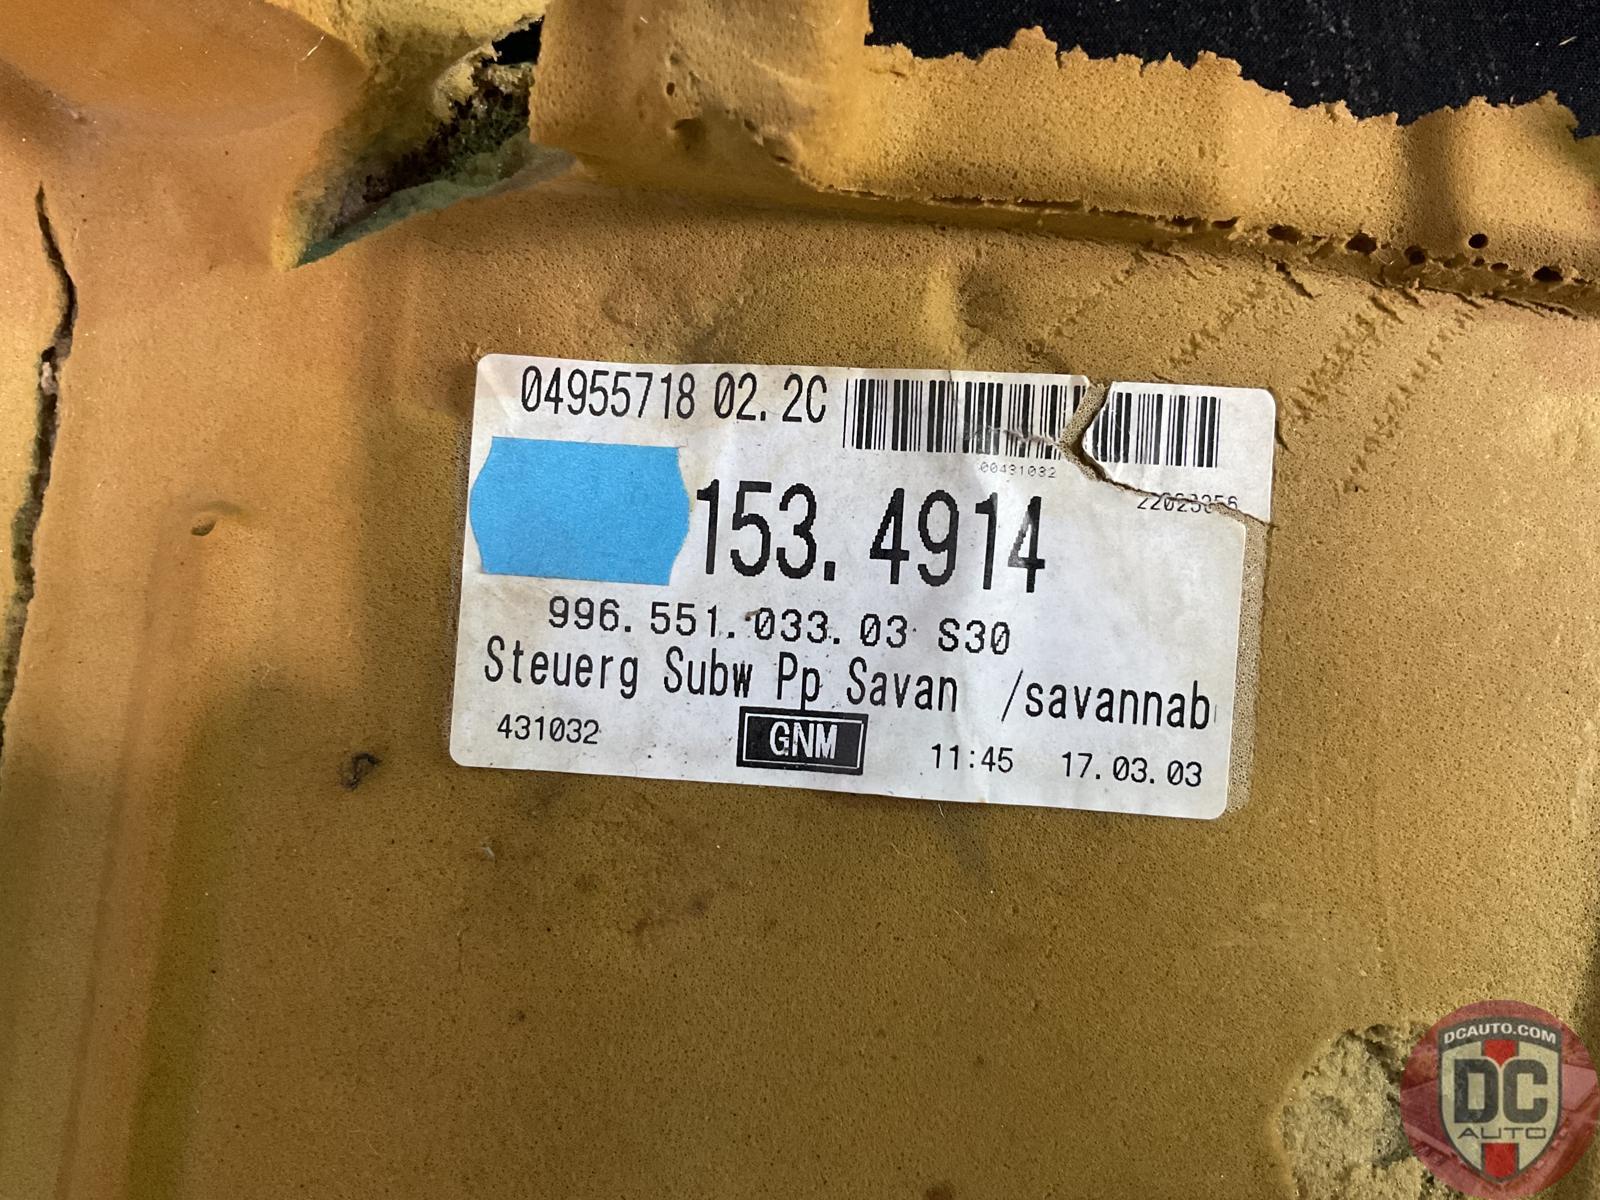 04955718 02. 2C
00431032
153. 4914
996. 551. 033. 03 S30
Steuerg Subw Pp Savan /savannab
431032 GNM 11:45 17. 03. 03
DCAUTO.COM
DC
AUTO